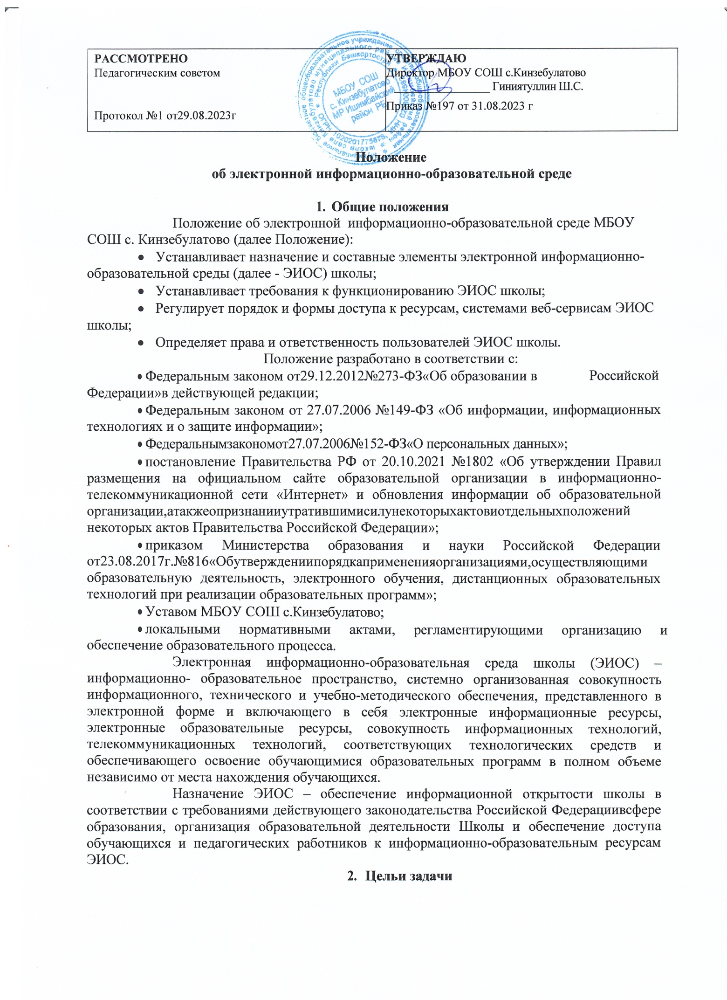 РАССМОТРЕНО
Педагогическим советом
Протокол №1 от29.08.2023г
УТВЕРЖДАЮ
Директор МБОУ СОШ с.Кинзебулатово
________________ Гиниятуллин Ш.С.
Приказ №197 от 31.08.2023 г
МБОУ СОШ
с. Кинзебулатово
МР Ишимбайский
район РБ
Положение
об электронной информационно-образовательной среде
1. Общие положения
Положение об электронной информационно-образовательной среде МБОУ
СОШ с. Кинзебулатово (далее Положение):
• Устанавливает назначение и составные элементы электронной информационно-
образовательной среды (далее - ЭИОС) школы;
• Устанавливает требования к функционированию ЭИОС школы;
• Регулирует порядок и формы доступа к ресурсам, системами веб-сервисам ЭИОС
школы;
• Определяет права и ответственность пользователей ЭИОС школы.
Положение разработано в соответствии с:
• Федеральным законом от29.12.2012№273-ФЗ«Об образовании в Российской
Федерации»в действующей редакции;
• Федеральным законом от 27.07.2006 №149-ФЗ «Об информации, информационных
технологиях и о защите информации»;
• Федеральнымзакономот27.07.2006№152-ФЗ«О персональных данных»;
• постановление Правительства РФ от 20.10.2021 №1802 «Об утверждении Правил
размещения на официальном сайте образовательной организации в информационно-
телекоммуникационной сети «Интернет» и обновления информации об образовательной
организации,атакжеопризнанииутратившимисилунекоторыхактовиотдельныхположений
некоторых актов Правительства Российской Федерации»;
• приказом Министерства образования и науки Российской Федерации
от23.08.2017г.№816«Обутверждениипорядкапримененияорганизациями,осуществляющими
образовательную деятельность, электронного обучения, дистанционных образовательных
технологий при реализации образовательных программ»;
• Уставом МБОУ СОШ с.Кинзебулатово;
• локальными нормативными актами, регламентирующими организацию и
обеспечение образовательного процесса.
Электронная информационно-образовательная среда школы (ЭИОС) –
информационно- образовательное пространство, системно организованная совокупность
информационного, технического и учебно-методического обеспечения, представленного в
электронной форме и включающего в себя электронные информационные ресурсы,
электронные образовательные ресурсы, совокупность информационных технологий,
телекоммуникационных технологий, соответствующих технологических средств и
обеспечивающего освоение обучающимися образовательных программ в полном объеме
независимо от места нахождения обучающихся.
Назначение ЭИОС – обеспечение информационной открытости школы в
соответствии с требованиями действующего законодательства Российской Федерациивсфере
образования, организация образовательной деятельности Школы и обеспечение доступа
обучающихся и педагогических работников к информационно-образовательным ресурсам
ЭИОС.
2. Цельи задачи